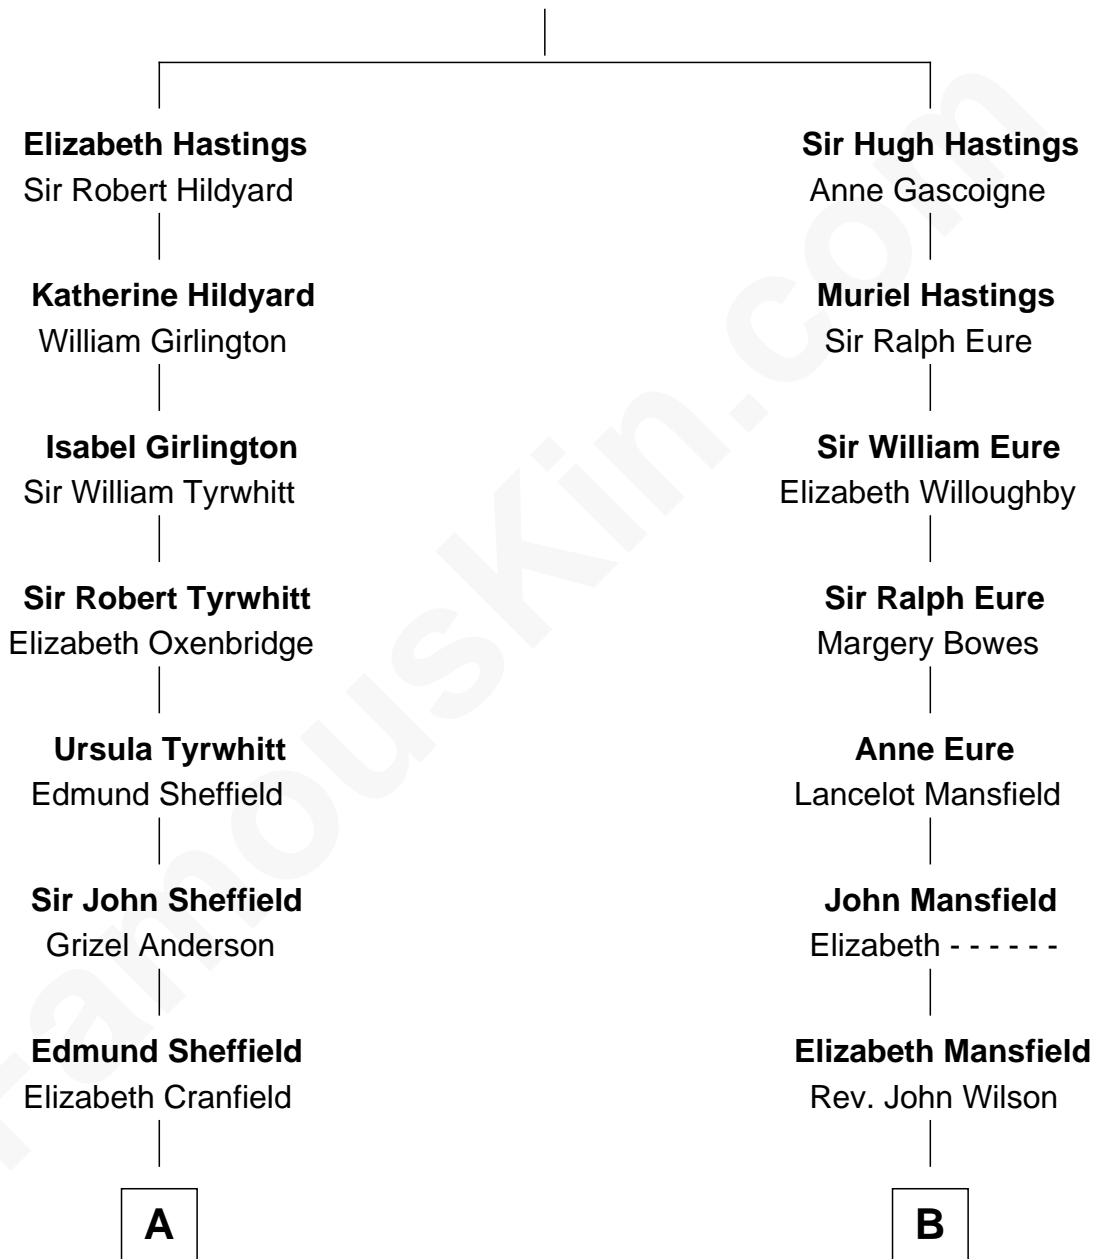 Elizabeth Hastings
Sir Robert Hildyard
Katherine Hildyard
William Girlington
Isabel Girlington
Sir William Tyrwhitt
Sir Robert Tyrwhitt
Elizabeth Oxenbridge
Ursula Tyrwhitt
Edmund Sheffield
Sir John Sheffield
Grizel Anderson
Edmund Sheffield
Elizabeth Cranfield
A
Sir Hugh Hastings
Anne Gascoigne
Muriel Hastings
Sir Ralph Eure
Sir William Eure
Elizabeth Willoughby
Sir Ralph Eure
Margery Bowes
Anne Eure
Lancelot Mansfield
John Mansfield
Elizabeth - - - - - -
Elizabeth Mansfield
Rev. John Wilson
B
FamousKin.com